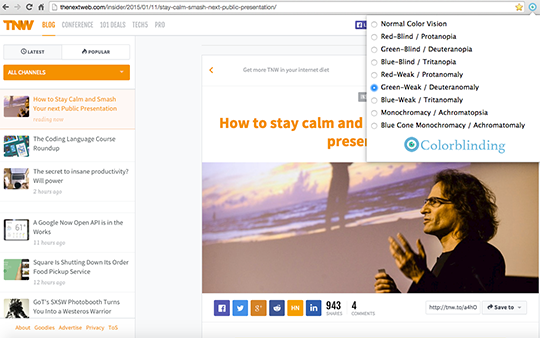 thenextweb.com/insider/2015/01/11/stay-calm-smash-next-public-presentation/
TNW
BLOG
CONFERENCE
101 DEALS
TECHS
PRO
LATEST
POPULAR
ALL CHANNELS
How to Stay Calm and Smash
Your next Public Presentation
reading now
The Coding Language Course
Roundup
The secret to insane productivity?
Will power
2 hours ago
A Google Now Open API is in the
Works
11 hours ago
Square Is Shutting Down Its Order
Food Pickup Service
22 hours ago
GoT's SXSW Photobooth Turns
You Into a Westeros Warrior
About Goodies Advertise Privacy ToS
Get more TNW in your internet diet
How to stay calm and
943
SHARES
4
COMMENTS
http://tnw.to/a4hO
Save to
Normal Color Vision
Red-Blind / Protanopia
Green-Blind / Deuteranopia
Blue-Blind / Tritanopia
Red-Weak / Protanomaly
Green-Weak / Deuteranomaly
Blue-Weak / Tritanomaly
Monochromacy / Achromatopsia
Blue Cone Monochromacy / Achromatomaly
Colorblinding